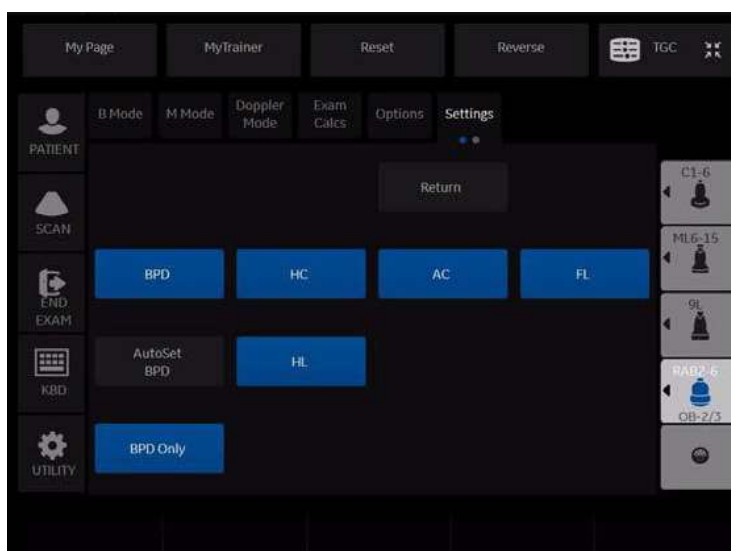 My Page
MyTrainer
Reset
Reverse
TGC
PATIENT
SCAN
END
EXAM
KBD
UTILITY
B Mode
M Mode
Doppler
Mode
Exam
Calcs
Options
Settings
Return
BPD
HC
AC
FL
AutoSet
BPD
HL
BPD Only
C1-6
ML6-15
9L
RAB2-6
OB-2/3